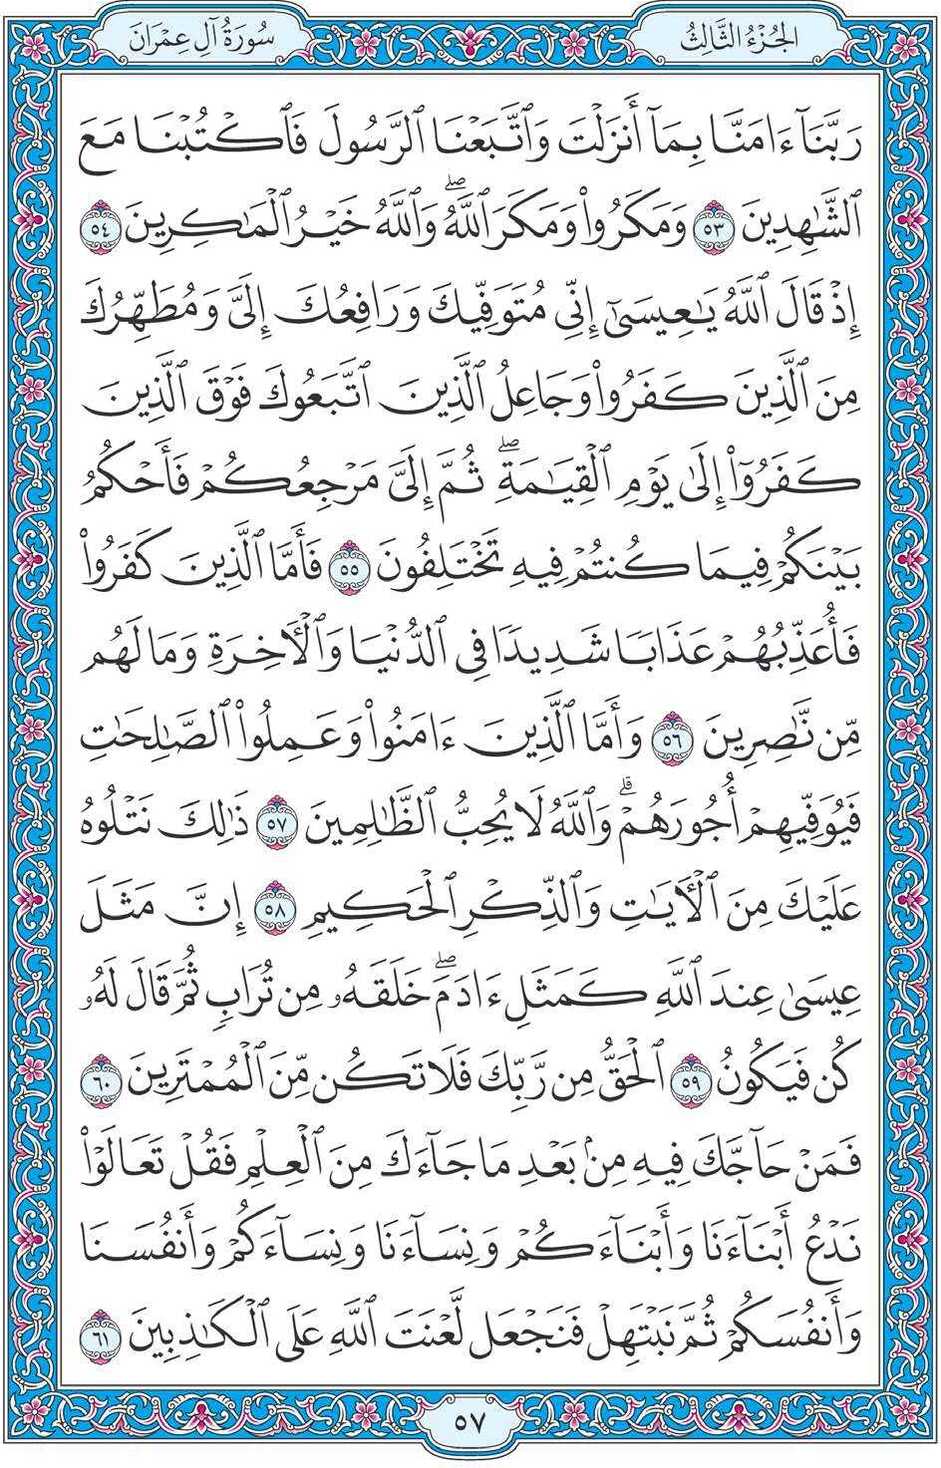 الجُزْءُ الثَّالِثُ
سُورَةُ آلِ عِمْرَانَ
رَبَّنَآ ءَامَنَّا بِمَآ أَنزَلْتَ وَٱتَّبَعْنَا ٱلرَّسُولَ فَٱكْتُبْنَا مَعَ
ٱلشَّٰهِدِينَ ٥٣ وَمَكَرُوا۟ وَمَكَرَ ٱللَّهُۖ وَٱللَّهُ خَيْرُ ٱلْمَٰكِرِينَ ٥٤
إِذْ قَالَ ٱللَّهُ يَٰعِيسَىٰٓ إِنِّى مُتَوَفِّيكَ وَرَافِعُكَ إِلَىَّ وَمُطَهِّرُكَ
مِنَ ٱلَّذِينَ كَفَرُوا۟ وَجَاعِلُ ٱلَّذِينَ ٱتَّبَعُوكَ فَوْقَ ٱلَّذِينَ
كَفَرُوٓا۟ إِلَىٰ يَوْمِ ٱلْقِيَٰمَةِۖ ثُمَّ إِلَىَّ مَرْجِعُكُمْ فَأَحْكُمُ
بَيْنَكُمْ فِيمَا كُنتُمْ فِيهِ تَخْتَلِفُونَ ٥٥ فَأَمَّا ٱلَّذِينَ كَفَرُوا۟
فَأُعَذِّبُهُمْ عَذَابًا شَدِيدًا فِى ٱلدُّنْيَا وَٱلْءَاخِرَةِ وَمَا لَهُم
مِّن نَّٰصِرِينَ ٥٦ وَأَمَّا ٱلَّذِينَ ءَامَنُوا۟ وَعَمِلُوا۟ ٱلصَّٰلِحَٰتِ
فَيُوَفِّيهِمْ أُجُورَهُمْۗ وَٱللَّهُ لَا يُحِبُّ ٱلظَّٰلِمِينَ ٥٧ ذَٰلِكَ نَتْلُوهُ
عَلَيْكَ مِنَ ٱلْءَايَٰتِ وَٱلذِّكْرِ ٱلْحَكِيمِ ٥٨ إِنَّ مَثَلَ
عِيسَىٰ عِندَ ٱللَّهِ كَمَثَلِ ءَادَمَۖ خَلَقَهُۥ مِن تُرَابٍ ثُمَّ قَالَ لَهُۥ
كُن فَيَكُونُ ٥٩ ٱلْحَقُّ مِن رَّبِّكَ فَلَا تَكُن مِّنَ ٱلْمُمْتَرِينَ ٦٠
فَمَنْ حَآجَّكَ فِيهِ مِنۢ بَعْدِ مَا جَآءَكَ مِنَ ٱلْعِلْمِ فَقُلْ تَعَالَوْا۟
نَدْعُ أَبْنَآءَنَا وَأَبْنَآءَكُمْ وَنِسَآءَنَا وَنِسَآءَكُمْ وَأَنفُسَنَا
وَأَنفُسَكُمْ ثُمَّ نَبْتَهِلْ فَنَجْعَل لَّعْنَتَ ٱللَّهِ عَلَى ٱلْكَٰذِبِينَ ٦١
٥٧